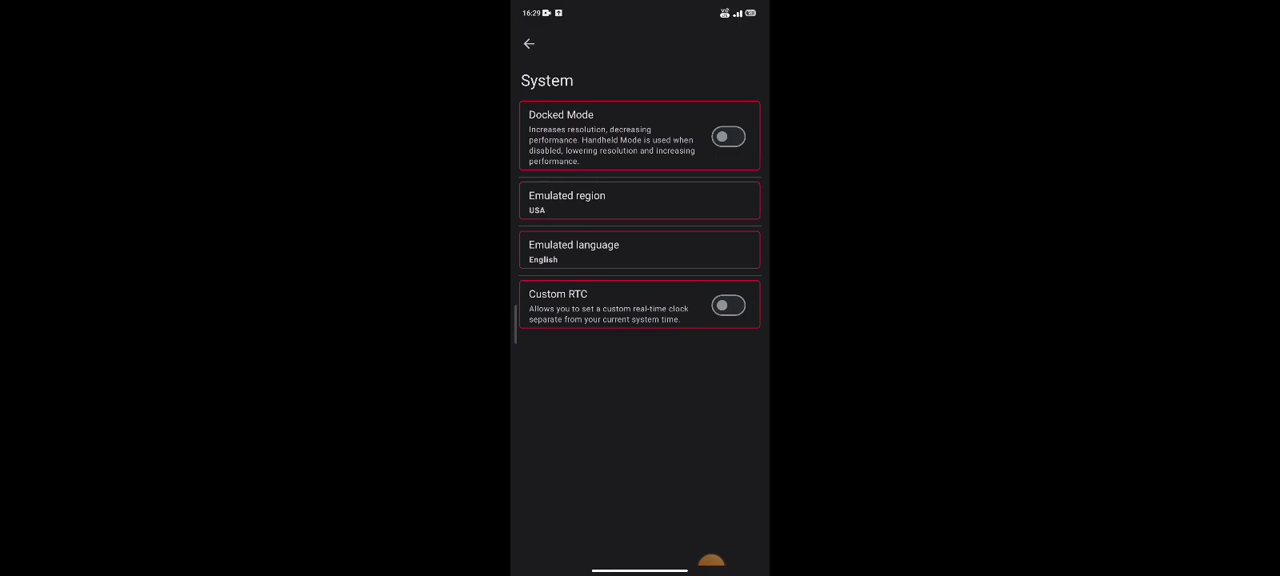 16:29
System
Docked Mode
Increases resolution, decreasing
performance. Handheld Mode is used when
disabled, lowering resolution and increasing
performance.
Emulated region
USA
Emulated language
English
Custom RTC
Allows you to set a custom real-time clock
separate from your current system time.